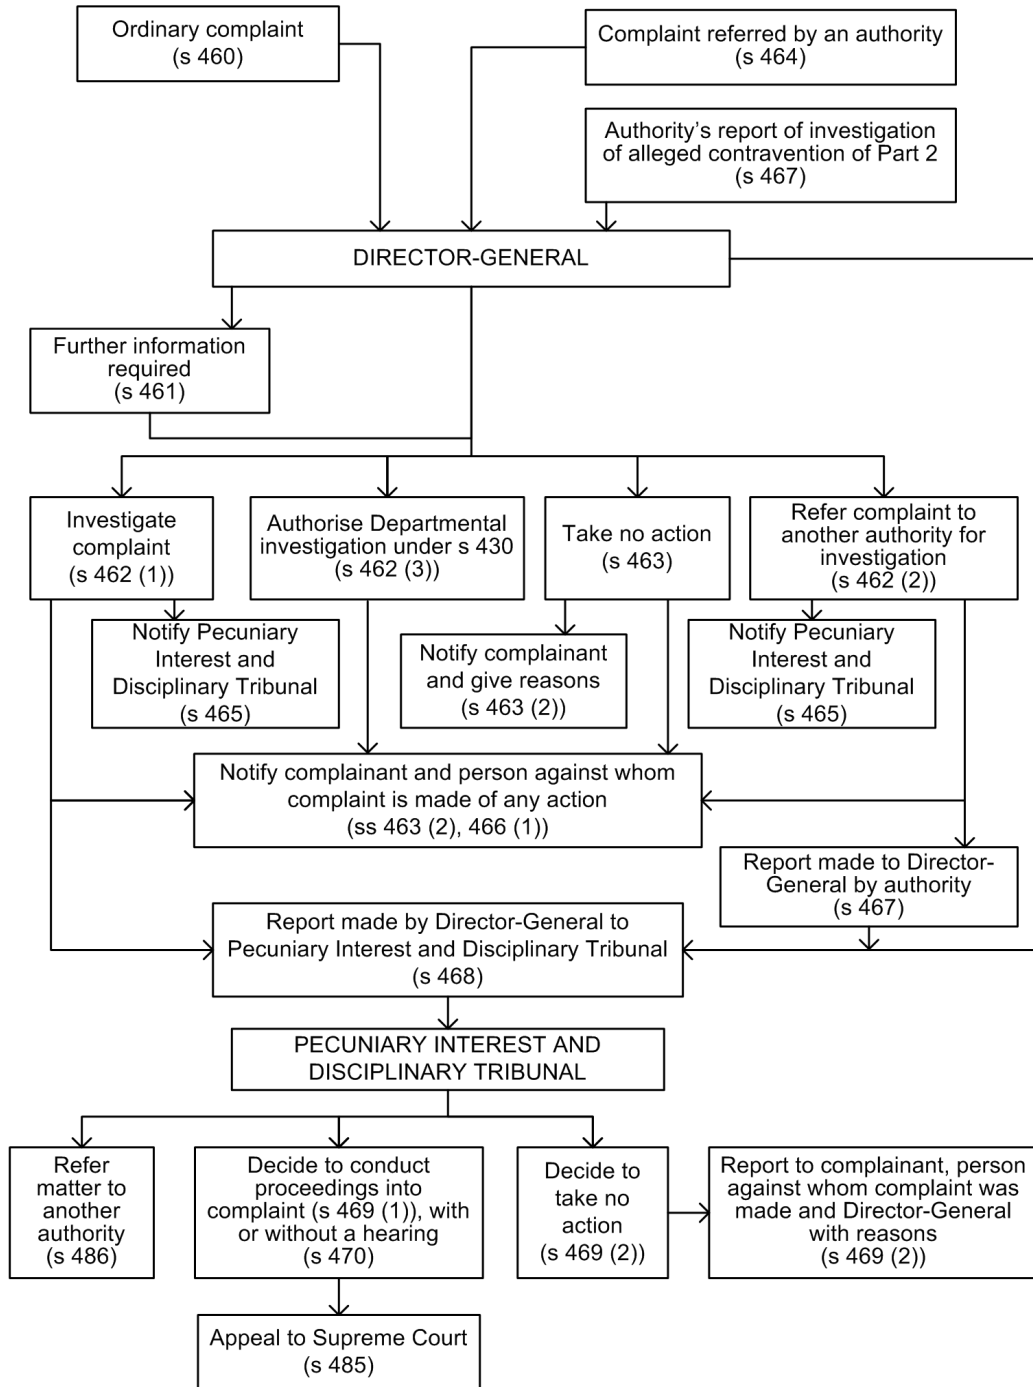 Ordinary complaint
(s 460)
Complaint referred by an authority
(s 464)
Authority's report of investigation
of alleged contravention of Part 2
(s 467)
DIRECTOR-GENERAL
Further information
required
(s 461)
Investigate
complaint
(s 462 (1))
Authorise Departmental
investigation under s 430
(s 462 (3))
Take no action
(s 463)
Refer complaint to
another authority for
investigation
(s 462 (2))
Notify Pecuniary
Interest and
Disciplinary Tribunal
(s 465)
Notify complainant
and give reasons
(s 463 (2))
Notify Pecuniary
Interest and
Disciplinary Tribunal
(s 465)
Notify complainant and person against whom
complaint is made of any action
(ss 463 (2), 466 (1))
Report made to Director-
General by authority
(s 467)
Report made by Director-General to
Pecuniary Interest and Disciplinary Tribunal
(s 468)
PECUNIARY INTEREST AND
DISCIPLINARY TRIBUNAL
Refer
matter to
another
authority
(s 486)
Decide to conduct
proceedings into
complaint (s 469 (1)), with
or without a hearing
(s 470)
Decide to
take no
action
(s 469 (2))
Report to complainant, person
against whom complaint was
made and Director-General
with reasons
(s 469 (2))
Appeal to Supreme Court
(s 485)